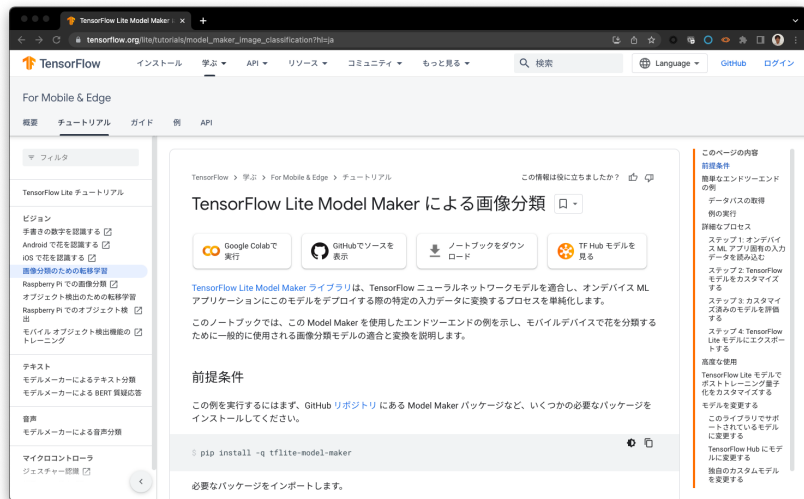 TensorFlow Lite Model Maker に
tensorflow.org/lite/tutorials/model_maker_image_classification?hl=ja
TensorFlow
インストール
学ぶ
API
リソース
コミュニティ
もっと見る
検索
Language
GitHub
ログイン
For Mobile & Edge
概要
チュートリアル
ガイド
例
API
フィルタ
TensorFlow Lite チュートリアル
ビジョン
手書きの数字を認識する
Android で花を認識する
iOS で花を認識する
画像分類のための転移学習
Raspberry Pi での画像分類
オブジェクト検出のための転移学習
Raspberry Pi でのオブジェクト検
出
モバイル オブジェクト検出機能の
トレーニング
テキスト
モデルメーカーによるテキスト分類
モデルメーカーによる BERT 質疑応答
音声
モデルメーカーによる音声分類
マイクロコントローラ
ジェスチャー認識
TensorFlow > 学ぶ > For Mobile & Edge > チュートリアル
この情報は役に立ちましたか？
TensorFlow Lite Model Maker による画像分類
Google Colabで
実行
GitHubでソースを
表示
ノートブックをダウン
ロード
TF Hub モデルを
見る
TensorFlow Lite Model Maker ライブラリは、TensorFlow ニューラルネットワークモデルを適合し、オンデバイス ML
アプリケーションにこのモデルをデプロイする際の特定の入力データに変換するプロセスを単純化します。
このノートブックでは、この Model Maker を使用したエンドツーエンドの例を示し、モバイルデバイスで花を分類する
ために一般的に使用される画像分類モデルの適合と変換を説明します。
前提条件
この例を実行するにはまず、GitHub リポジトリ にある Model Maker パッケージなど、いくつかの必要なパッケージを
インストールしてください。
$ pip install -q tflite-model-maker
必要なパッケージをインポートします。
このページの内容
前提条件
簡単なエンドツーエンド
の例
データパスの取得
例の実行
詳細なプロセス
ステップ 1: オンデバイ
ス ML アプリ固有の入力
データを読み込む
ステップ 2: TensorFlow
モデルをカスタマイズ
する
ステップ 3: カスタマイ
ズ済みのモデルを評価
する
ステップ 4: TensorFlow
Lite モデルにエクスポー
トする
高度な使用
TensorFlow Lite モデルで
ポストトレーニング量子
化をカスタマイズする
モデルを変更する
このライブラリでサポ
ートされているモデル
に変更する
TensorFlow Hub にモデ
ルに変更する
独自のカスタムモデル
を変更する